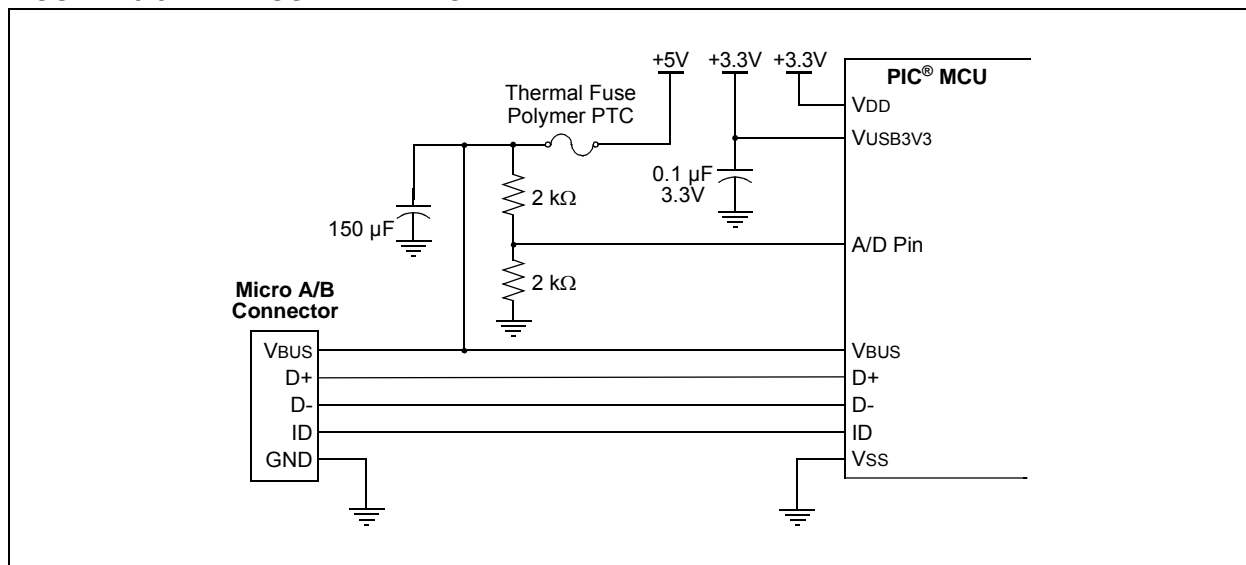 +5V
+3.3V
+3.3V
PIC® MCU
Thermal Fuse
Polymer PTC
VDD
VUSB3V3
0.1 µF
3.3V
2 kΩ
150 µF
A/D Pin
2 kΩ
Micro A/B
Connector
VBUS
VBUS
D+
D+
D-
D-
ID
ID
GND
VSS